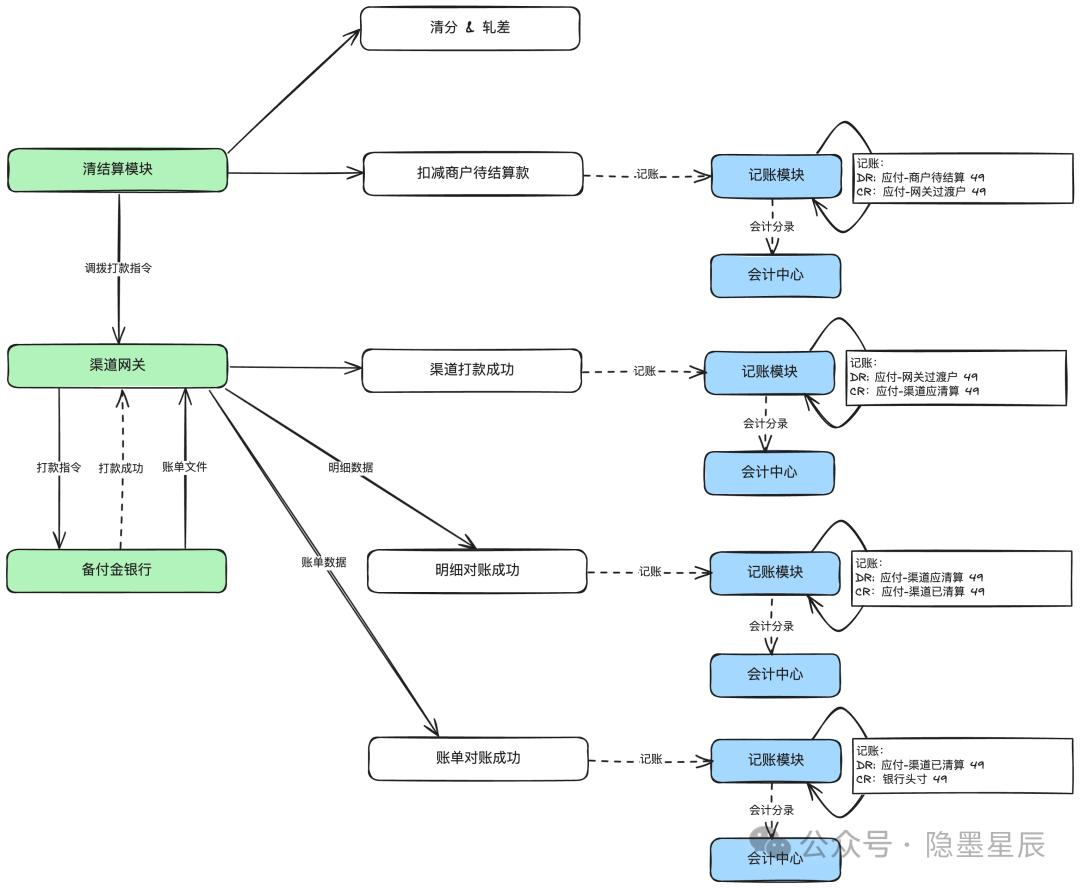 清分 & 轧差
清结算模块
扣减商户待结算款
记账
记账模块
记账:
DR: 应付-商户待结算 49
CR: 应付-网关过渡户 49
会计分录
会计中心
调拨打款指令
渠道网关
渠道打款成功
记账
记账模块
记账:
DR: 应付-网关过渡户 49
CR: 应付-渠道应清算 49
会计分录
会计中心
打款指令
打款成功
账单文件
明细数据
账单数据
备付金银行
明细对账成功
记账
记账模块
记账:
DR: 应付-渠道应清算 49
CR: 应付-渠道已清算 49
会计分录
会计中心
账单对账成功
记账
记账模块
记账:
DR: 应付-渠道已清算 49
CR: 银行头寸 49
会计分录
会计中心
公众号 · 隐墨星辰